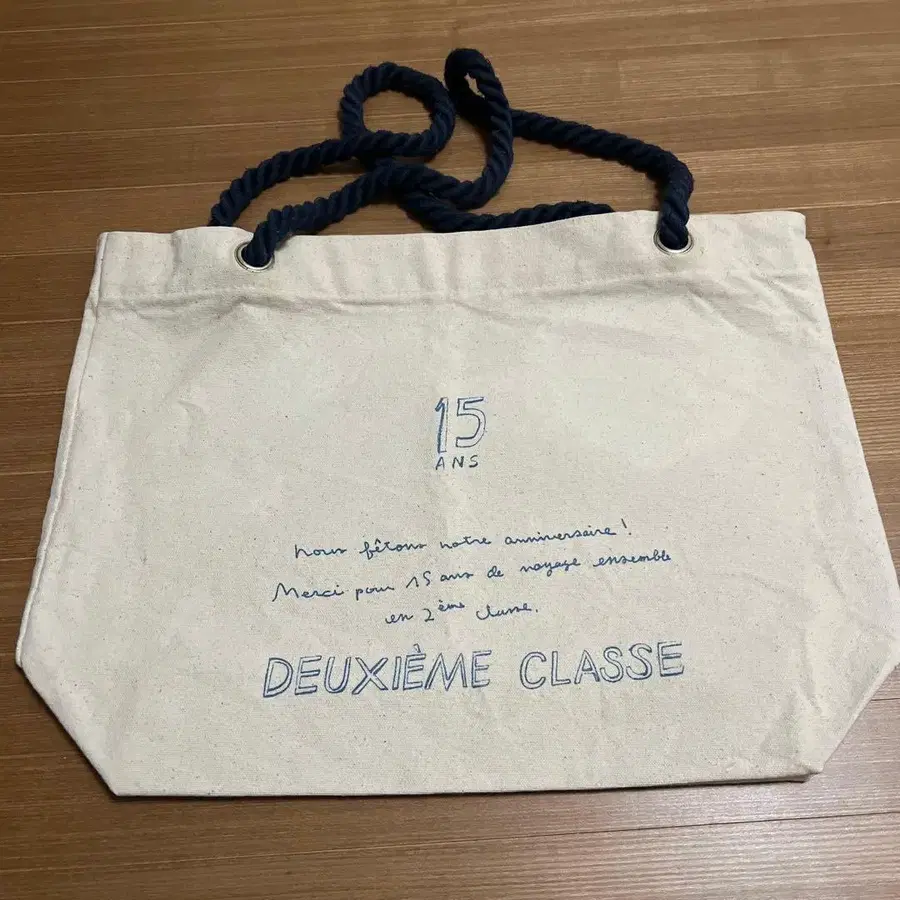 15
ANS
nous fêtons notre anniversaire!
Merci pour 15 ans de voyage ensemble
en 2ème classe.
DEUXIÈME CLASSE